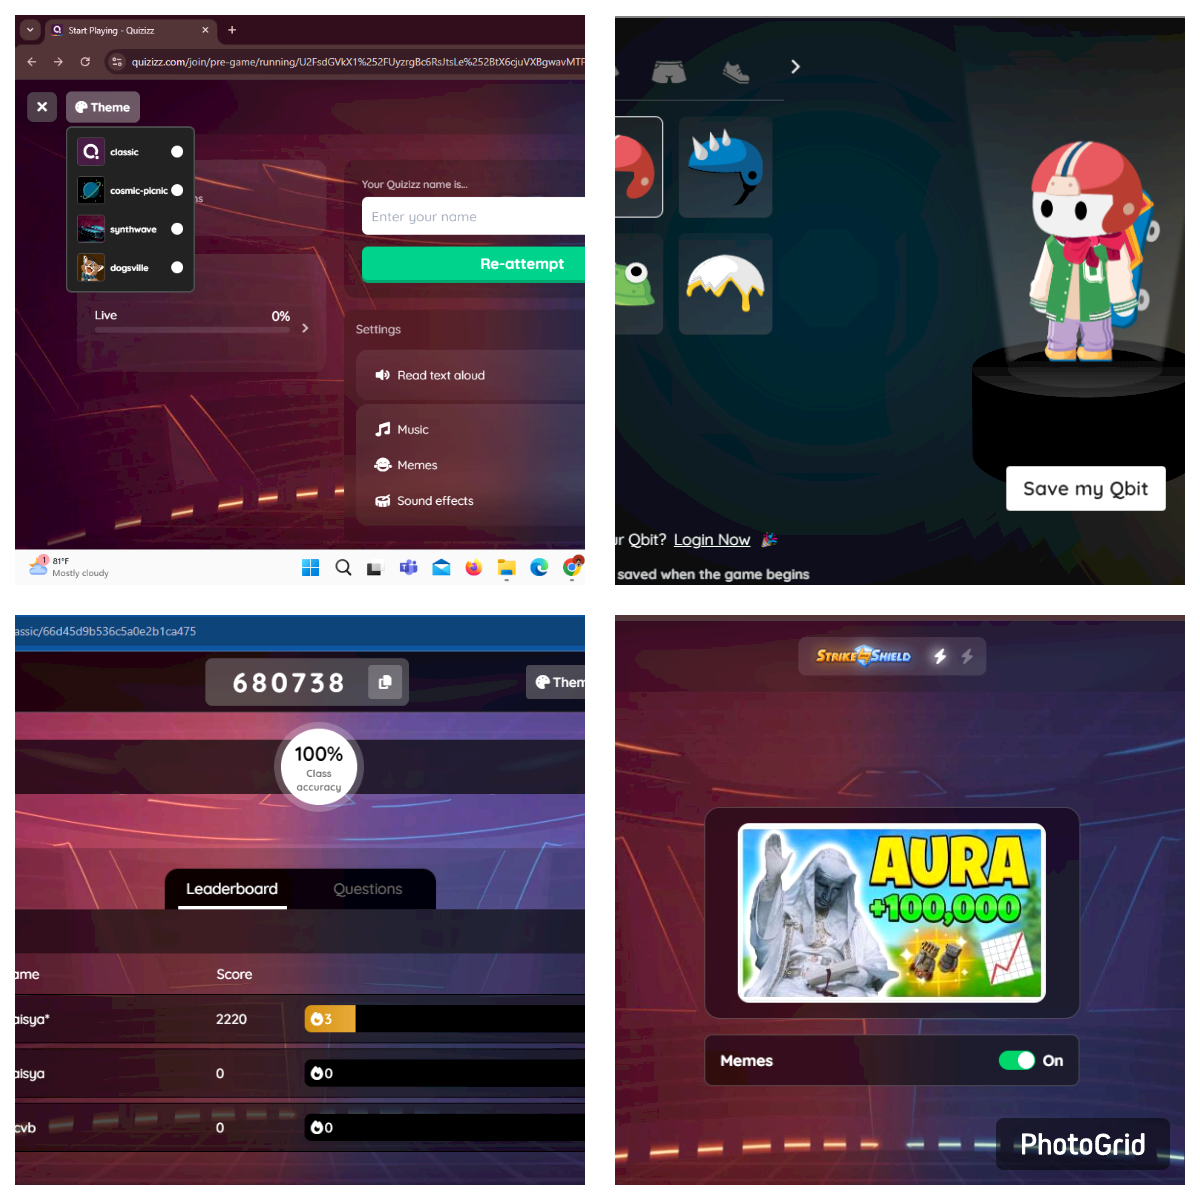 Start Playing - Quizizz
quizizz.com/join/pre-game/running/U2FsdGVkX1%252FUyzrgBc6RsJtsLe%252BtX6cjuVXBgwavMTF
Theme
classic
cosmic-picnic
synthwave
dogsville
ns
Live 0%
Your Quizizz name is...
Enter your name
Re-attempt
Settings
Read text aloud
Music
Memes
Sound effects
1
81°F
Mostly cloudy
U
Save my Qbit
ur Qbit? Login Now
saved when the game begins
assic/66d45d9b536c5a0e2b1ca475
680738
Them
100%
Class
accuracy
Leaderboard Questions
ame Score
aisya* 2220 3
aisya 0 0
cvb 0 0
STRIKE SHIELD
AURA
+100,000
Memes On
PhotoGrid